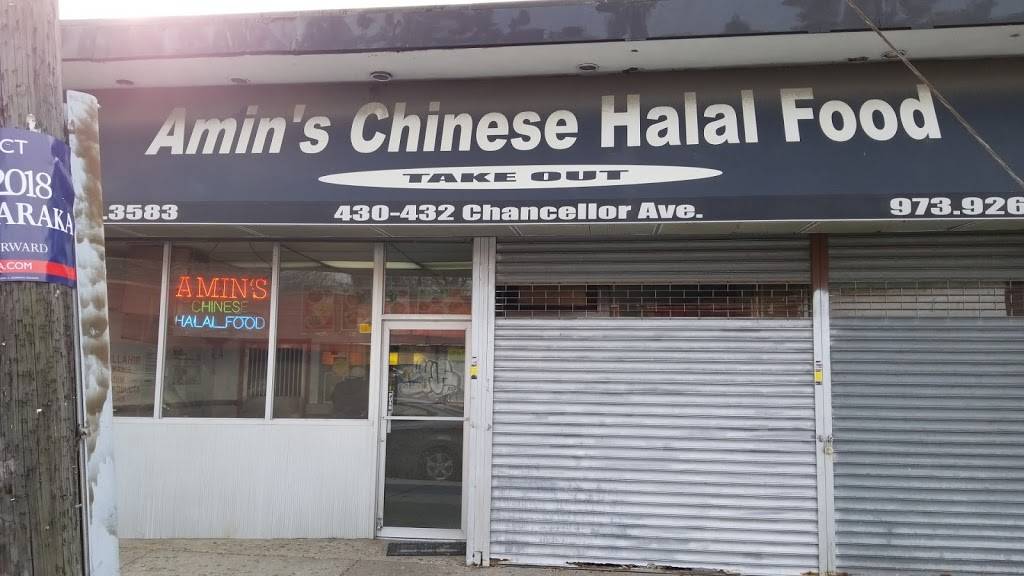 Amin's Chinese Halal Food
TAKE OUT
.3583
430-432 Chancellor Ave.
973.926
CT
2018
ARAKA
RWARD
A.COM
AMIN'S
CHINESE
HALAL FOOD